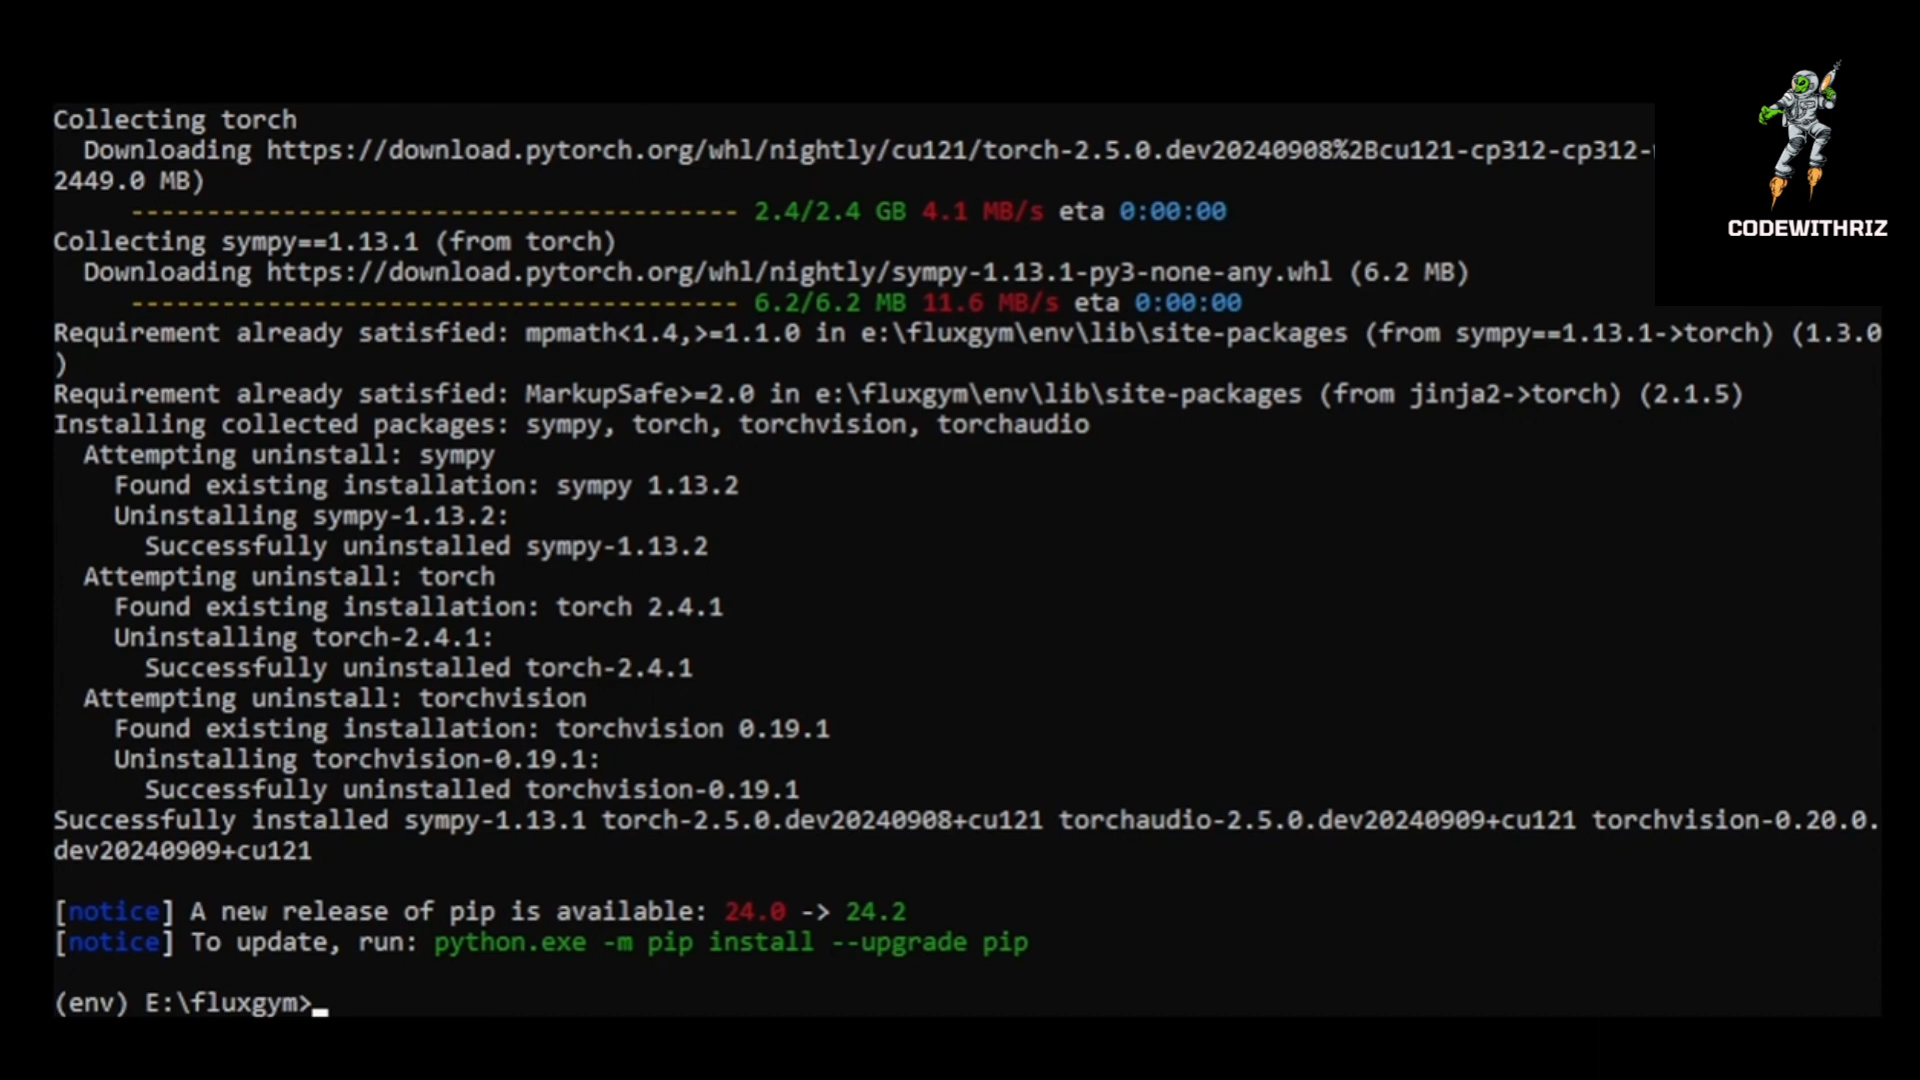 Collecting torch
Downloading https://download.pytorch.org/whl/nightly/cu121/torch-2.5.0.dev20240908%2Bcu121-cp312-cp312-
2449.0 MB)
---------------------------------------- 2.4/2.4 GB 4.1 MB/s eta 0:00:00
Collecting sympy==1.13.1 (from torch)
Downloading https://download.pytorch.org/whl/nightly/sympy-1.13.1-py3-none-any.whl (6.2 MB)
---------------------------------------- 6.2/6.2 MB 11.6 MB/s eta 0:00:00
Requirement already satisfied: mpmath<1.4,>=1.1.0 in e:\fluxgym\env\lib\site-packages (from sympy==1.13.1->torch) (1.3.0
)
Requirement already satisfied: MarkupSafe>=2.0 in e:\fluxgym\env\lib\site-packages (from jinja2->torch) (2.1.5)
Installing collected packages: sympy, torch, torchvision, torchaudio
Attempting uninstall: sympy
Found existing installation: sympy 1.13.2
Uninstalling sympy-1.13.2:
Successfully uninstalled sympy-1.13.2
Attempting uninstall: torch
Found existing installation: torch 2.4.1
Uninstalling torch-2.4.1:
Successfully uninstalled torch-2.4.1
Attempting uninstall: torchvision
Found existing installation: torchvision 0.19.1
Uninstalling torchvision-0.19.1:
Successfully uninstalled torchvision-0.19.1
Successfully installed sympy-1.13.1 torch-2.5.0.dev20240908+cu121 torchaudio-2.5.0.dev20240909+cu121 torchvision-0.20.0.
dev20240909+cu121
[notice] A new release of pip is available: 24.0 -> 24.2
[notice] To update, run: python.exe -m pip install --upgrade pip
(env) E:\fluxgym>
CODEWITHRIZ